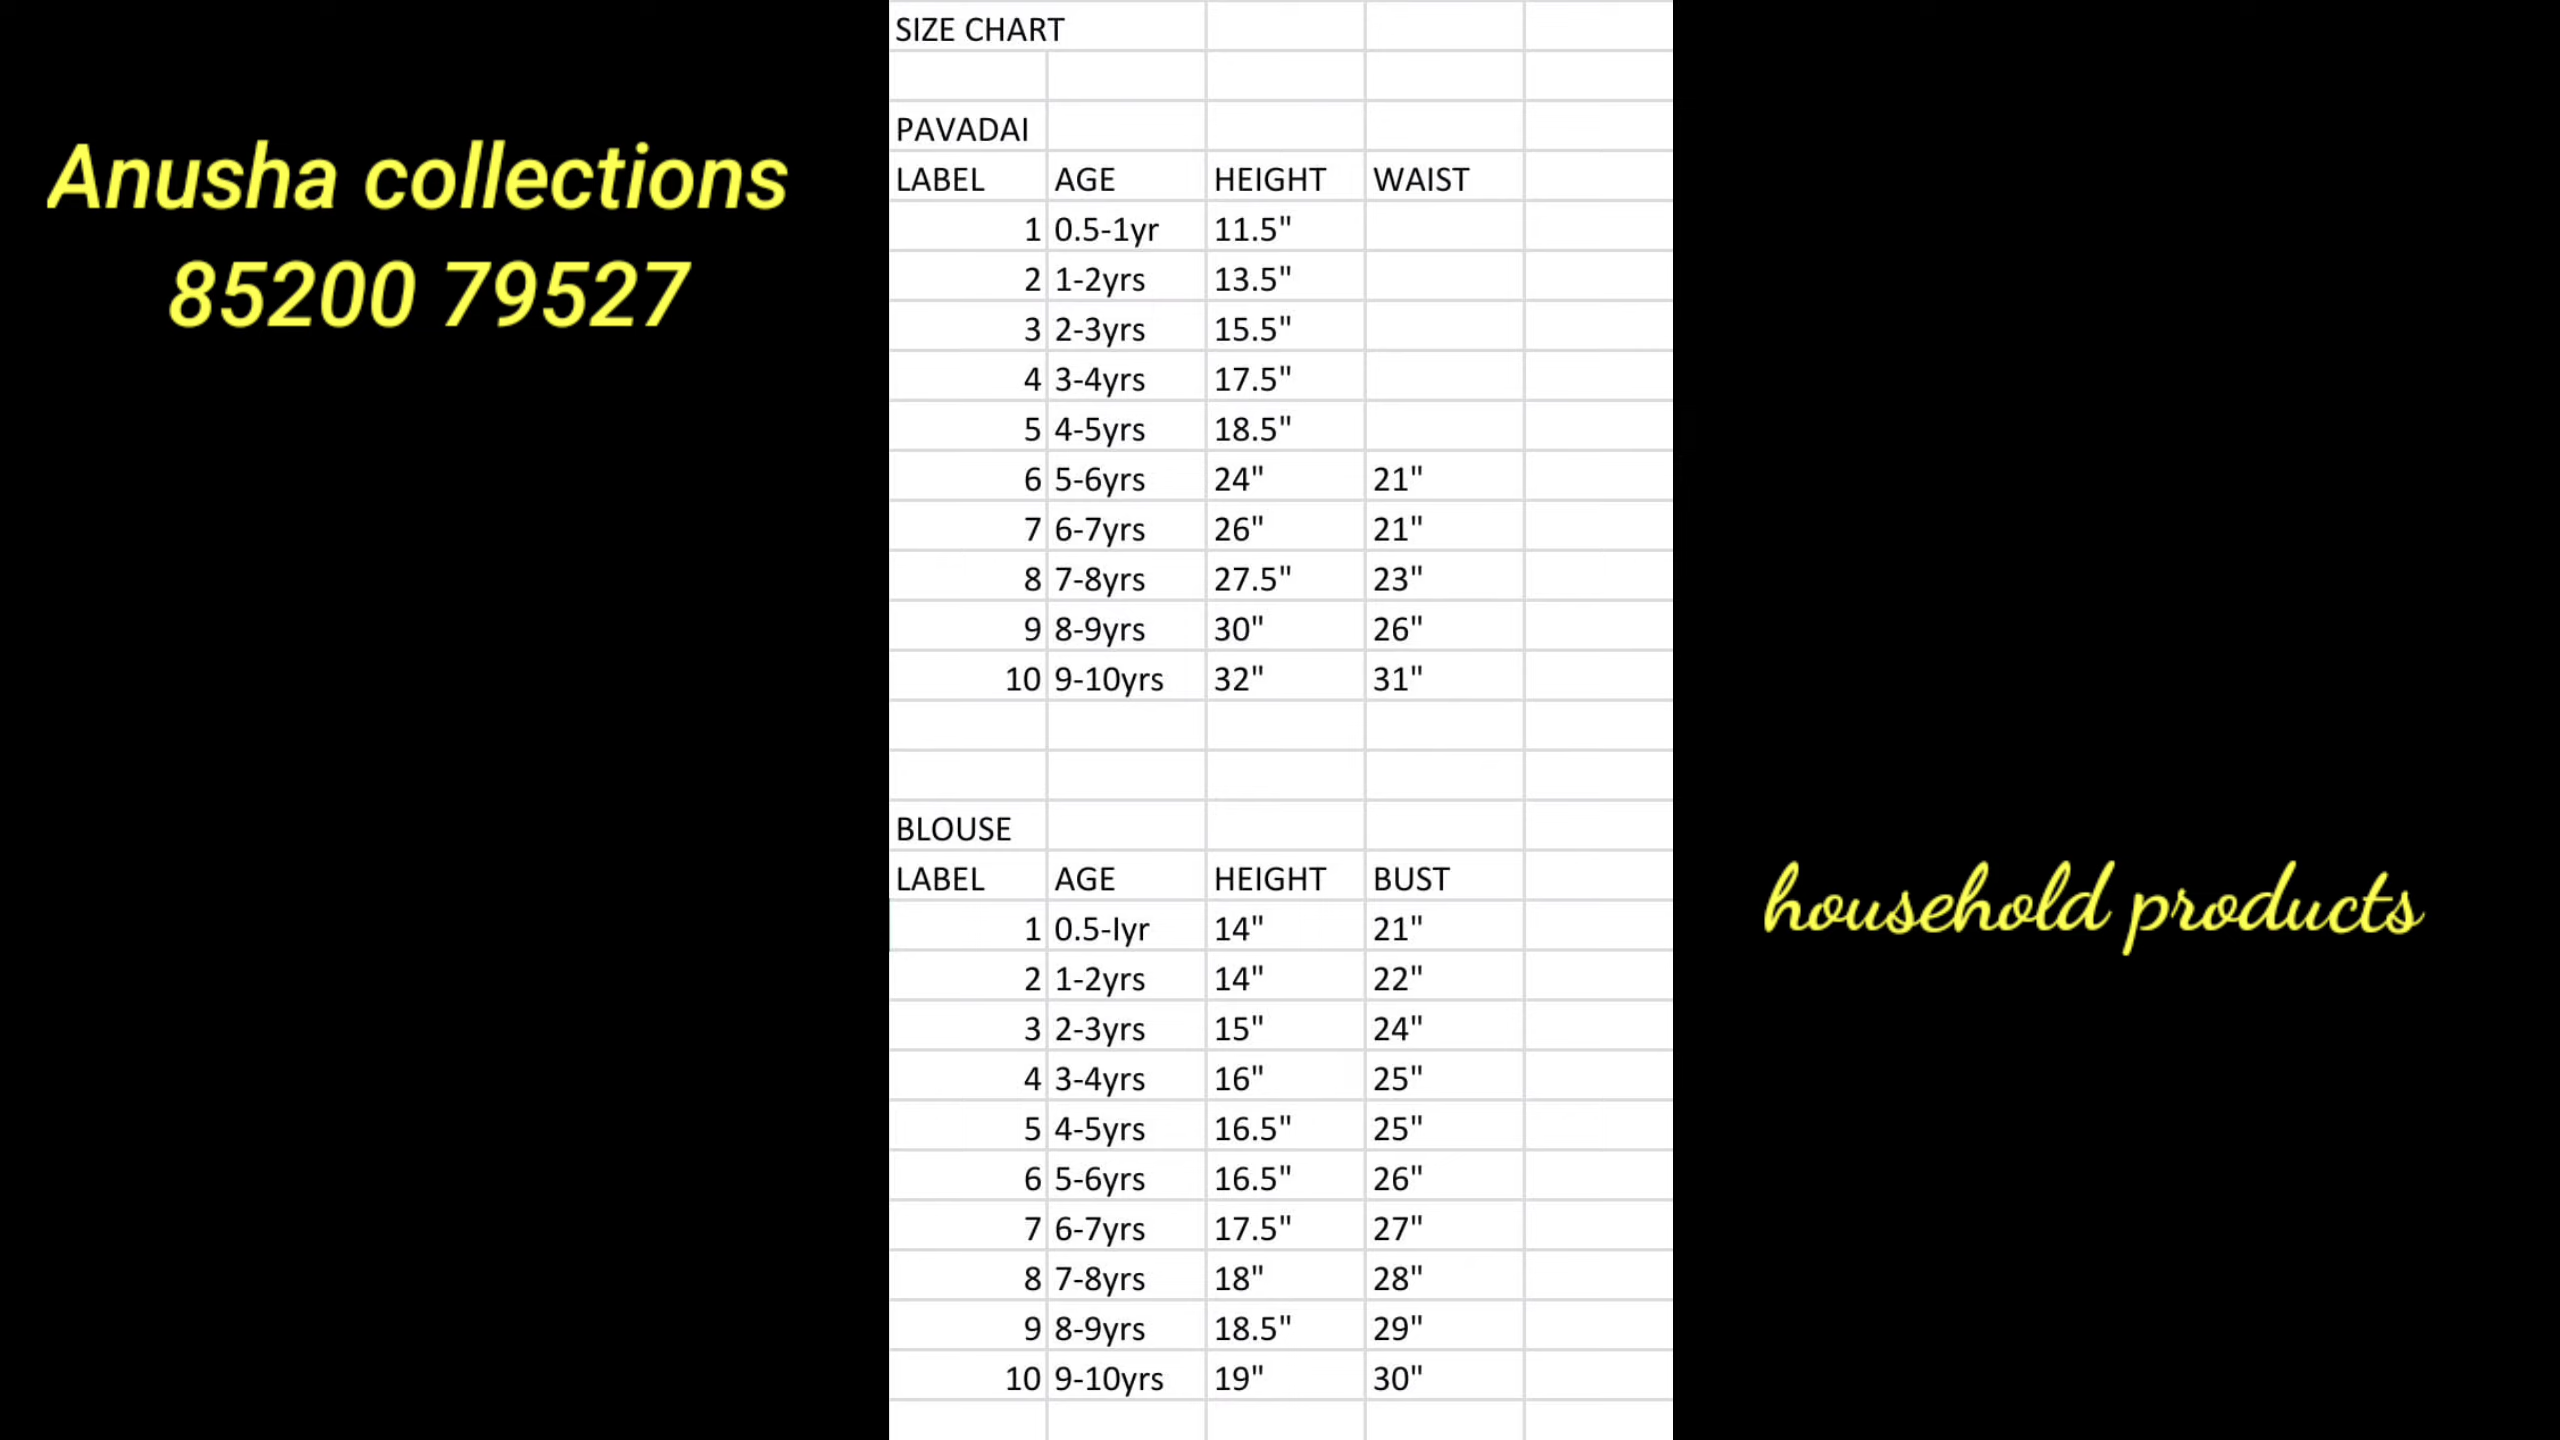 Anusha collections
85200 79527
SIZE CHART
PAVADAI
LABEL AGE HEIGHT WAIST
1 0.5-1yr 11.5"
2 1-2yrs 13.5"
3 2-3yrs 15.5"
4 3-4yrs 17.5"
5 4-5yrs 18.5"
6 5-6yrs 24" 21"
7 6-7yrs 26" 21"
8 7-8yrs 27.5" 23"
9 8-9yrs 30" 26"
10 9-10yrs 32" 31"
BLOUSE
LABEL AGE HEIGHT BUST
1 0.5-Iyr 14" 21"
2 1-2yrs 14" 22"
3 2-3yrs 15" 24"
4 3-4yrs 16" 25"
5 4-5yrs 16.5" 25"
6 5-6yrs 16.5" 26"
7 6-7yrs 17.5" 27"
8 7-8yrs 18" 28"
9 8-9yrs 18.5" 29"
10 9-10yrs 19" 30"
household products